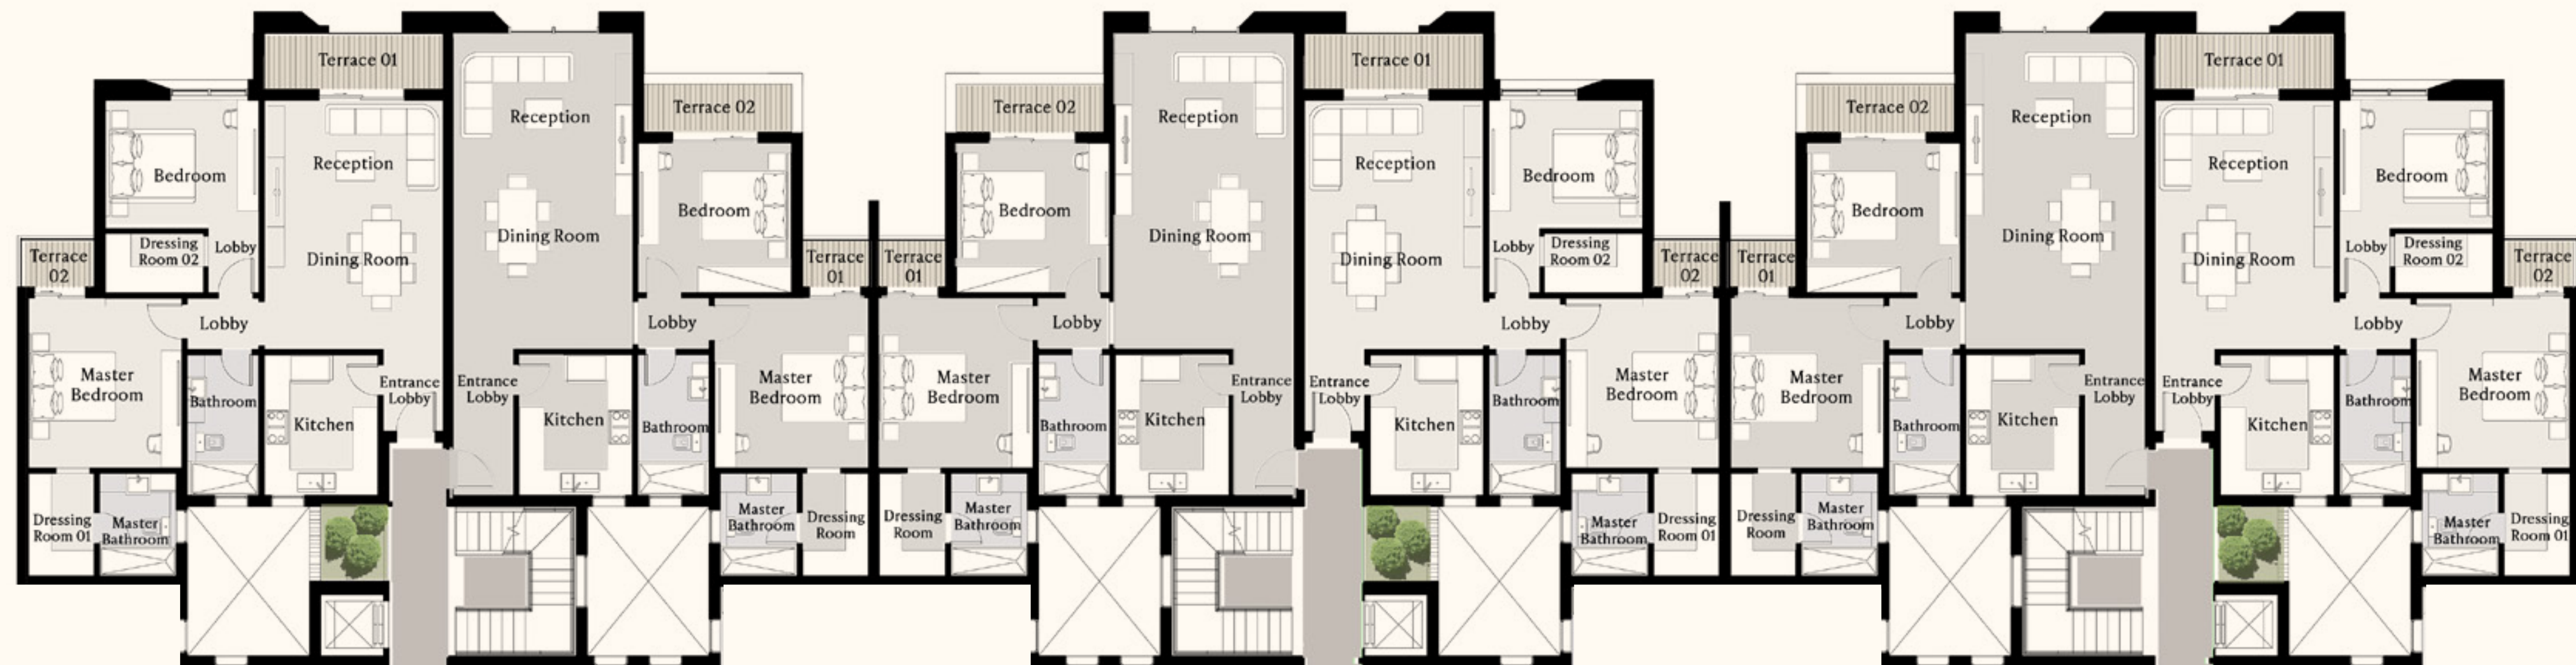 Terrace 01
Bedroom
Reception
Dressing
Room 02
Lobby
Dining Room
Terrace
02
Lobby
Master
Bedroom
Bathroom
Kitchen
Entrance
Lobby
Dressing
Room 01
Master
Bathroom
Reception
Terrace 02
Dining Room
Bedroom
Terrace
01
Lobby
Entrance
Lobby
Kitchen
Bathroom
Master
Bedroom
Master
Bathroom
Dressing
Room
Terrace 02
Reception
Bedroom
Dining Room
Terrace
01
Lobby
Master
Bedroom
Bathroom
Kitchen
Entrance
Lobby
Dressing
Room
Master
Bathroom
Terrace 01
Reception
Bedroom
Dining Room
Lobby
Dressing
Room 02
Terrace
02
Lobby
Entrance
Lobby
Kitchen
Bathroom
Master
Bedroom
Master
Bathroom
Dressing
Room 01
Terrace 02
Reception
Bedroom
Dining Room
Terrace
01
Lobby
Master
Bedroom
Bathroom
Kitchen
Entrance
Lobby
Dressing
Room
Master
Bathroom
Terrace 01
Reception
Bedroom
Dining Room
Lobby
Dressing
Room 02
Terrace
02
Lobby
Entrance
Lobby
Kitchen
Bathroom
Master
Bedroom
Master
Bathroom
Dressing
Room 01